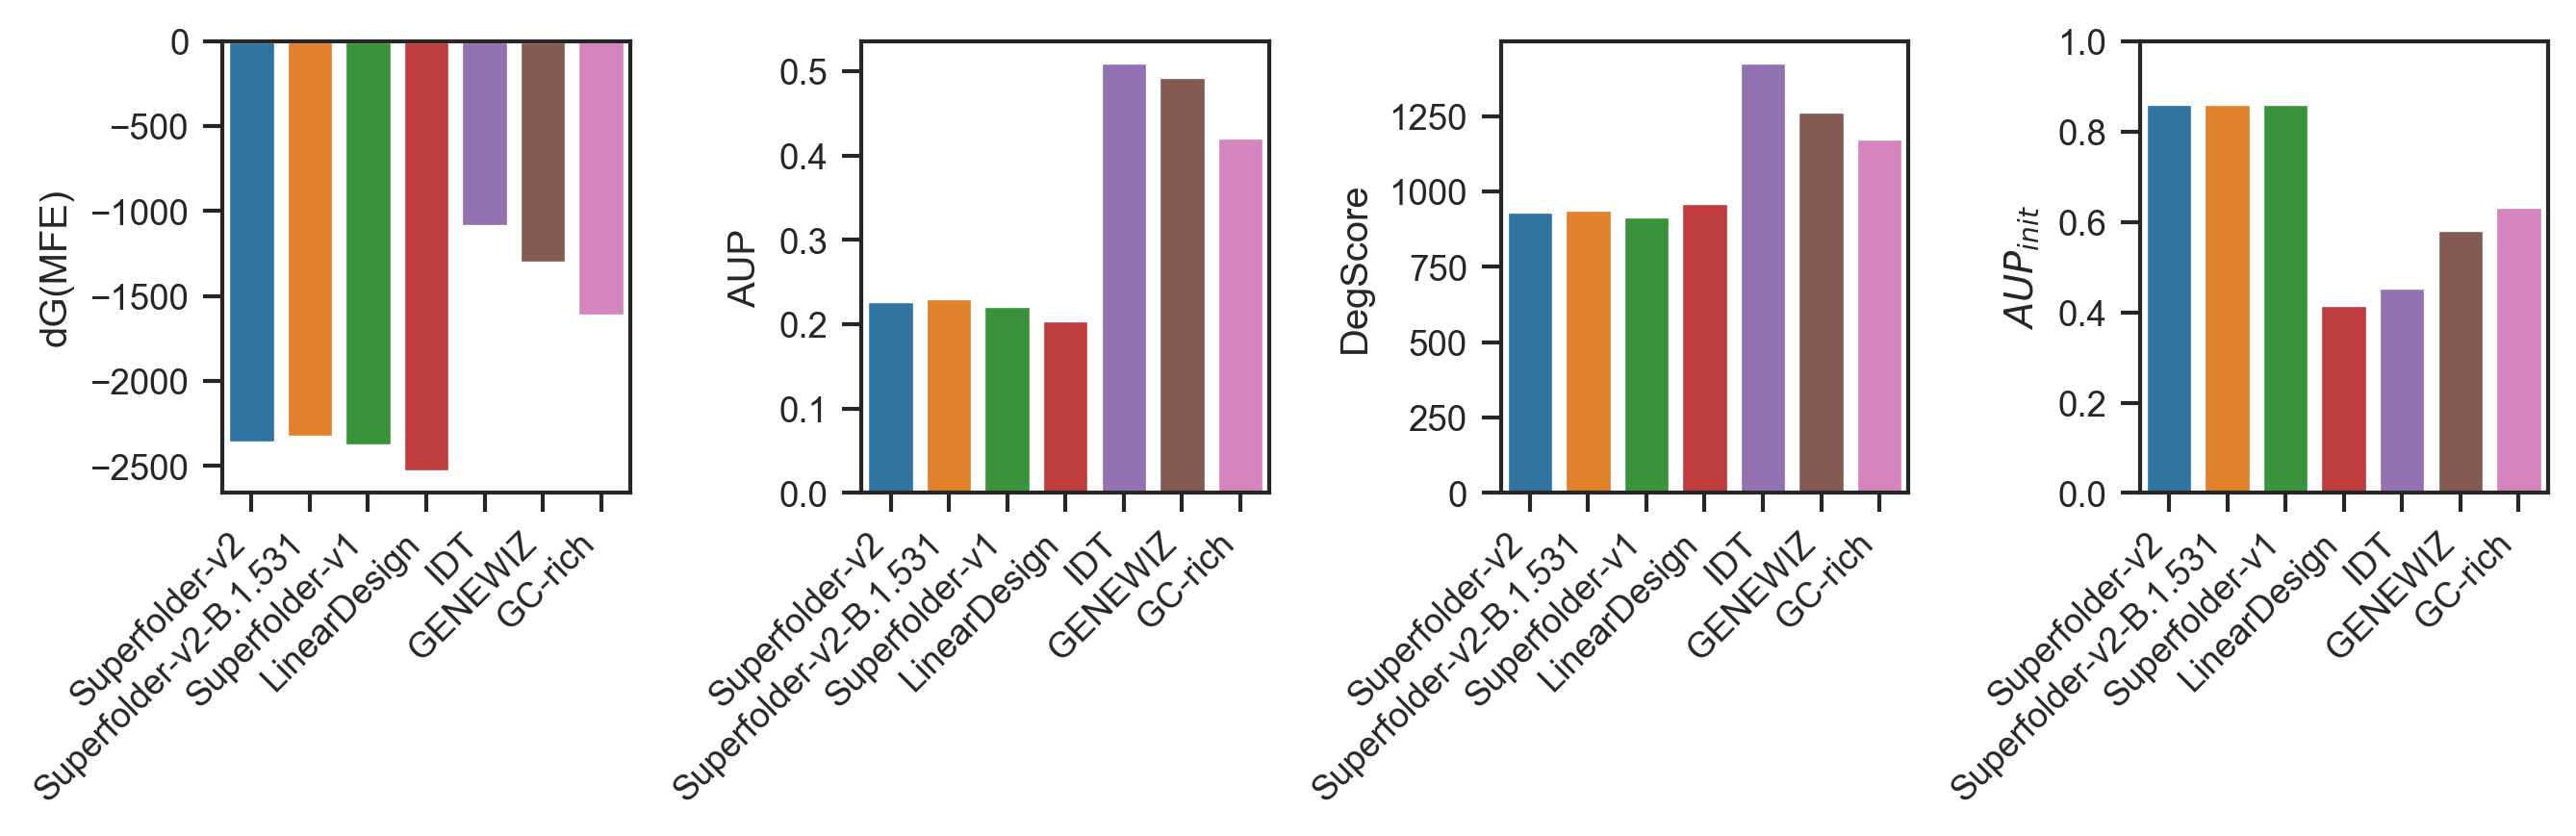 dG(MFE)
0
−500
−1000
−1500
−2000
−2500
Superfolder-v2
Superfolder-v2-B.1.531
Superfolder-v1
LinearDesign
IDT
GENEWIZ
GC-rich
AUP
0.5
0.4
0.3
0.2
0.1
0.0
Superfolder-v2
Superfolder-v2-B.1.531
Superfolder-v1
LinearDesign
IDT
GENEWIZ
GC-rich
DegScore
1250
1000
750
500
250
0
Superfolder-v2
Superfolder-v2-B.1.531
Superfolder-v1
LinearDesign
IDT
GENEWIZ
GC-rich
AUP_init
1.0
0.8
0.6
0.4
0.2
0.0
Superfolder-v2
Superfolder-v2-B.1.531
Superfolder-v1
LinearDesign
IDT
GENEWIZ
GC-rich